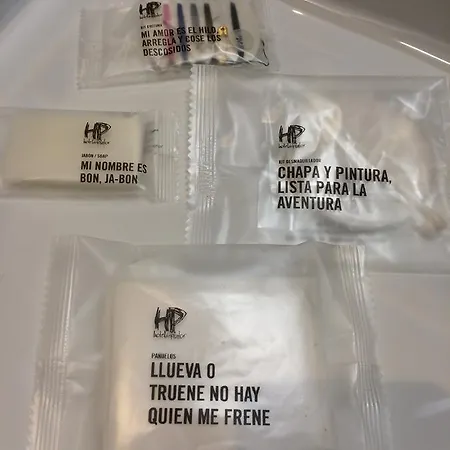 HP
KIT COSTURA
MI AMOR ES EL HILO,
ARREGLA Y COSE LOS
DESCOSIDOS
HP
JABÓN / SOAP
MI NOMBRE ES
BON, JA-BON
HP
KIT DESMAQUILLADOR
CHAPA Y PINTURA,
LISTA PARA LA
AVENTURA
HP
PAÑUELOS
LLUEVA O
TRUENE NO HAY
QUIEN ME FRENE